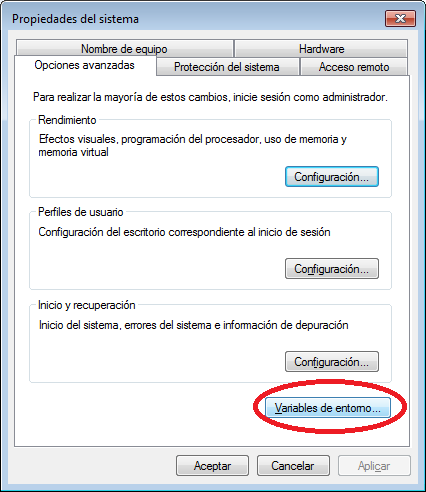 Propiedades del sistema
Nombre de equipo
Hardware
Opciones avanzadas
Protección del sistema
Acceso remoto
Para realizar la mayoría de estos cambios, inicie sesión como administrador.
Rendimiento
Efectos visuales, programación del procesador, uso de memoria y
memoria virtual
Configuración...
Perfiles de usuario
Configuración del escritorio correspondiente al inicio de sesión
Configuración...
Inicio y recuperación
Inicio del sistema, errores del sistema e información de depuración
Configuración...
Variables de entorno...
Aceptar
Cancelar
Aplicar